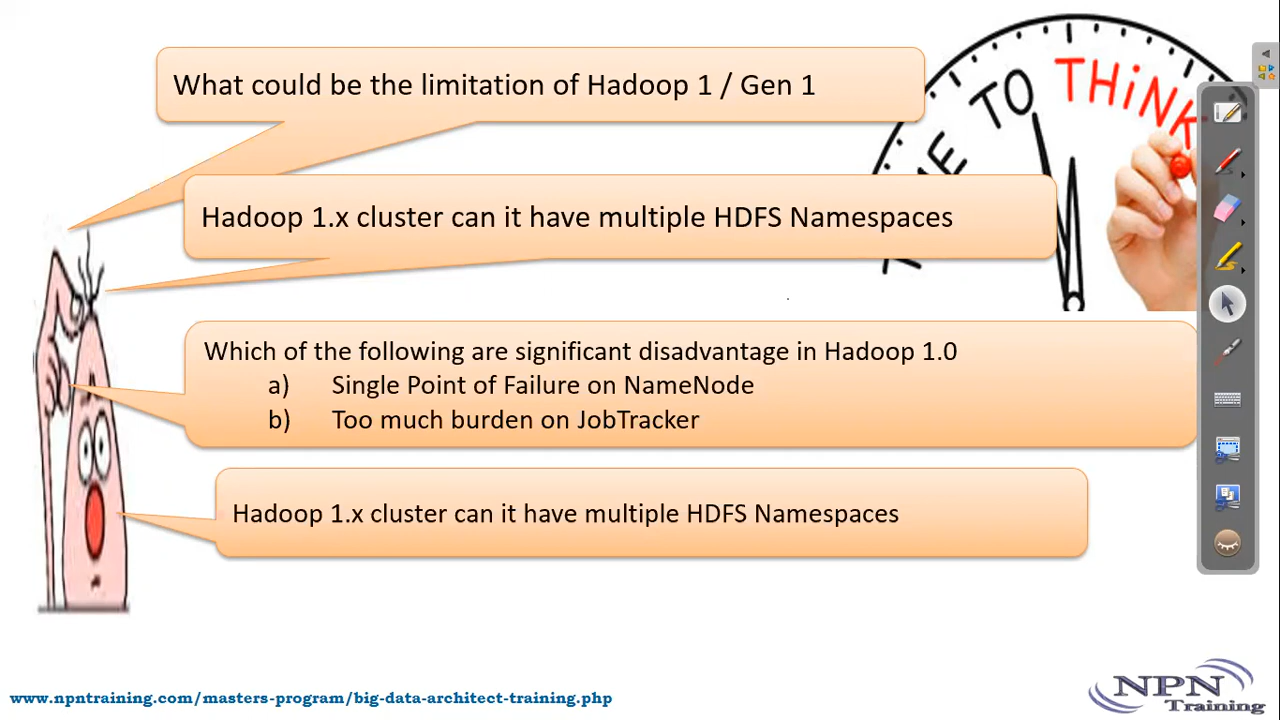 What could be the limitation of Hadoop 1 / Gen 1
TO THiNK
Hadoop 1.x cluster can it have multiple HDFS Namespaces
Which of the following are significant disadvantage in Hadoop 1.0
a) Single Point of Failure on NameNode
b) Too much burden on JobTracker
Hadoop 1.x cluster can it have multiple HDFS Namespaces
www.npntraining.com/masters-program/big-data-architect-training.php
NPN
Training